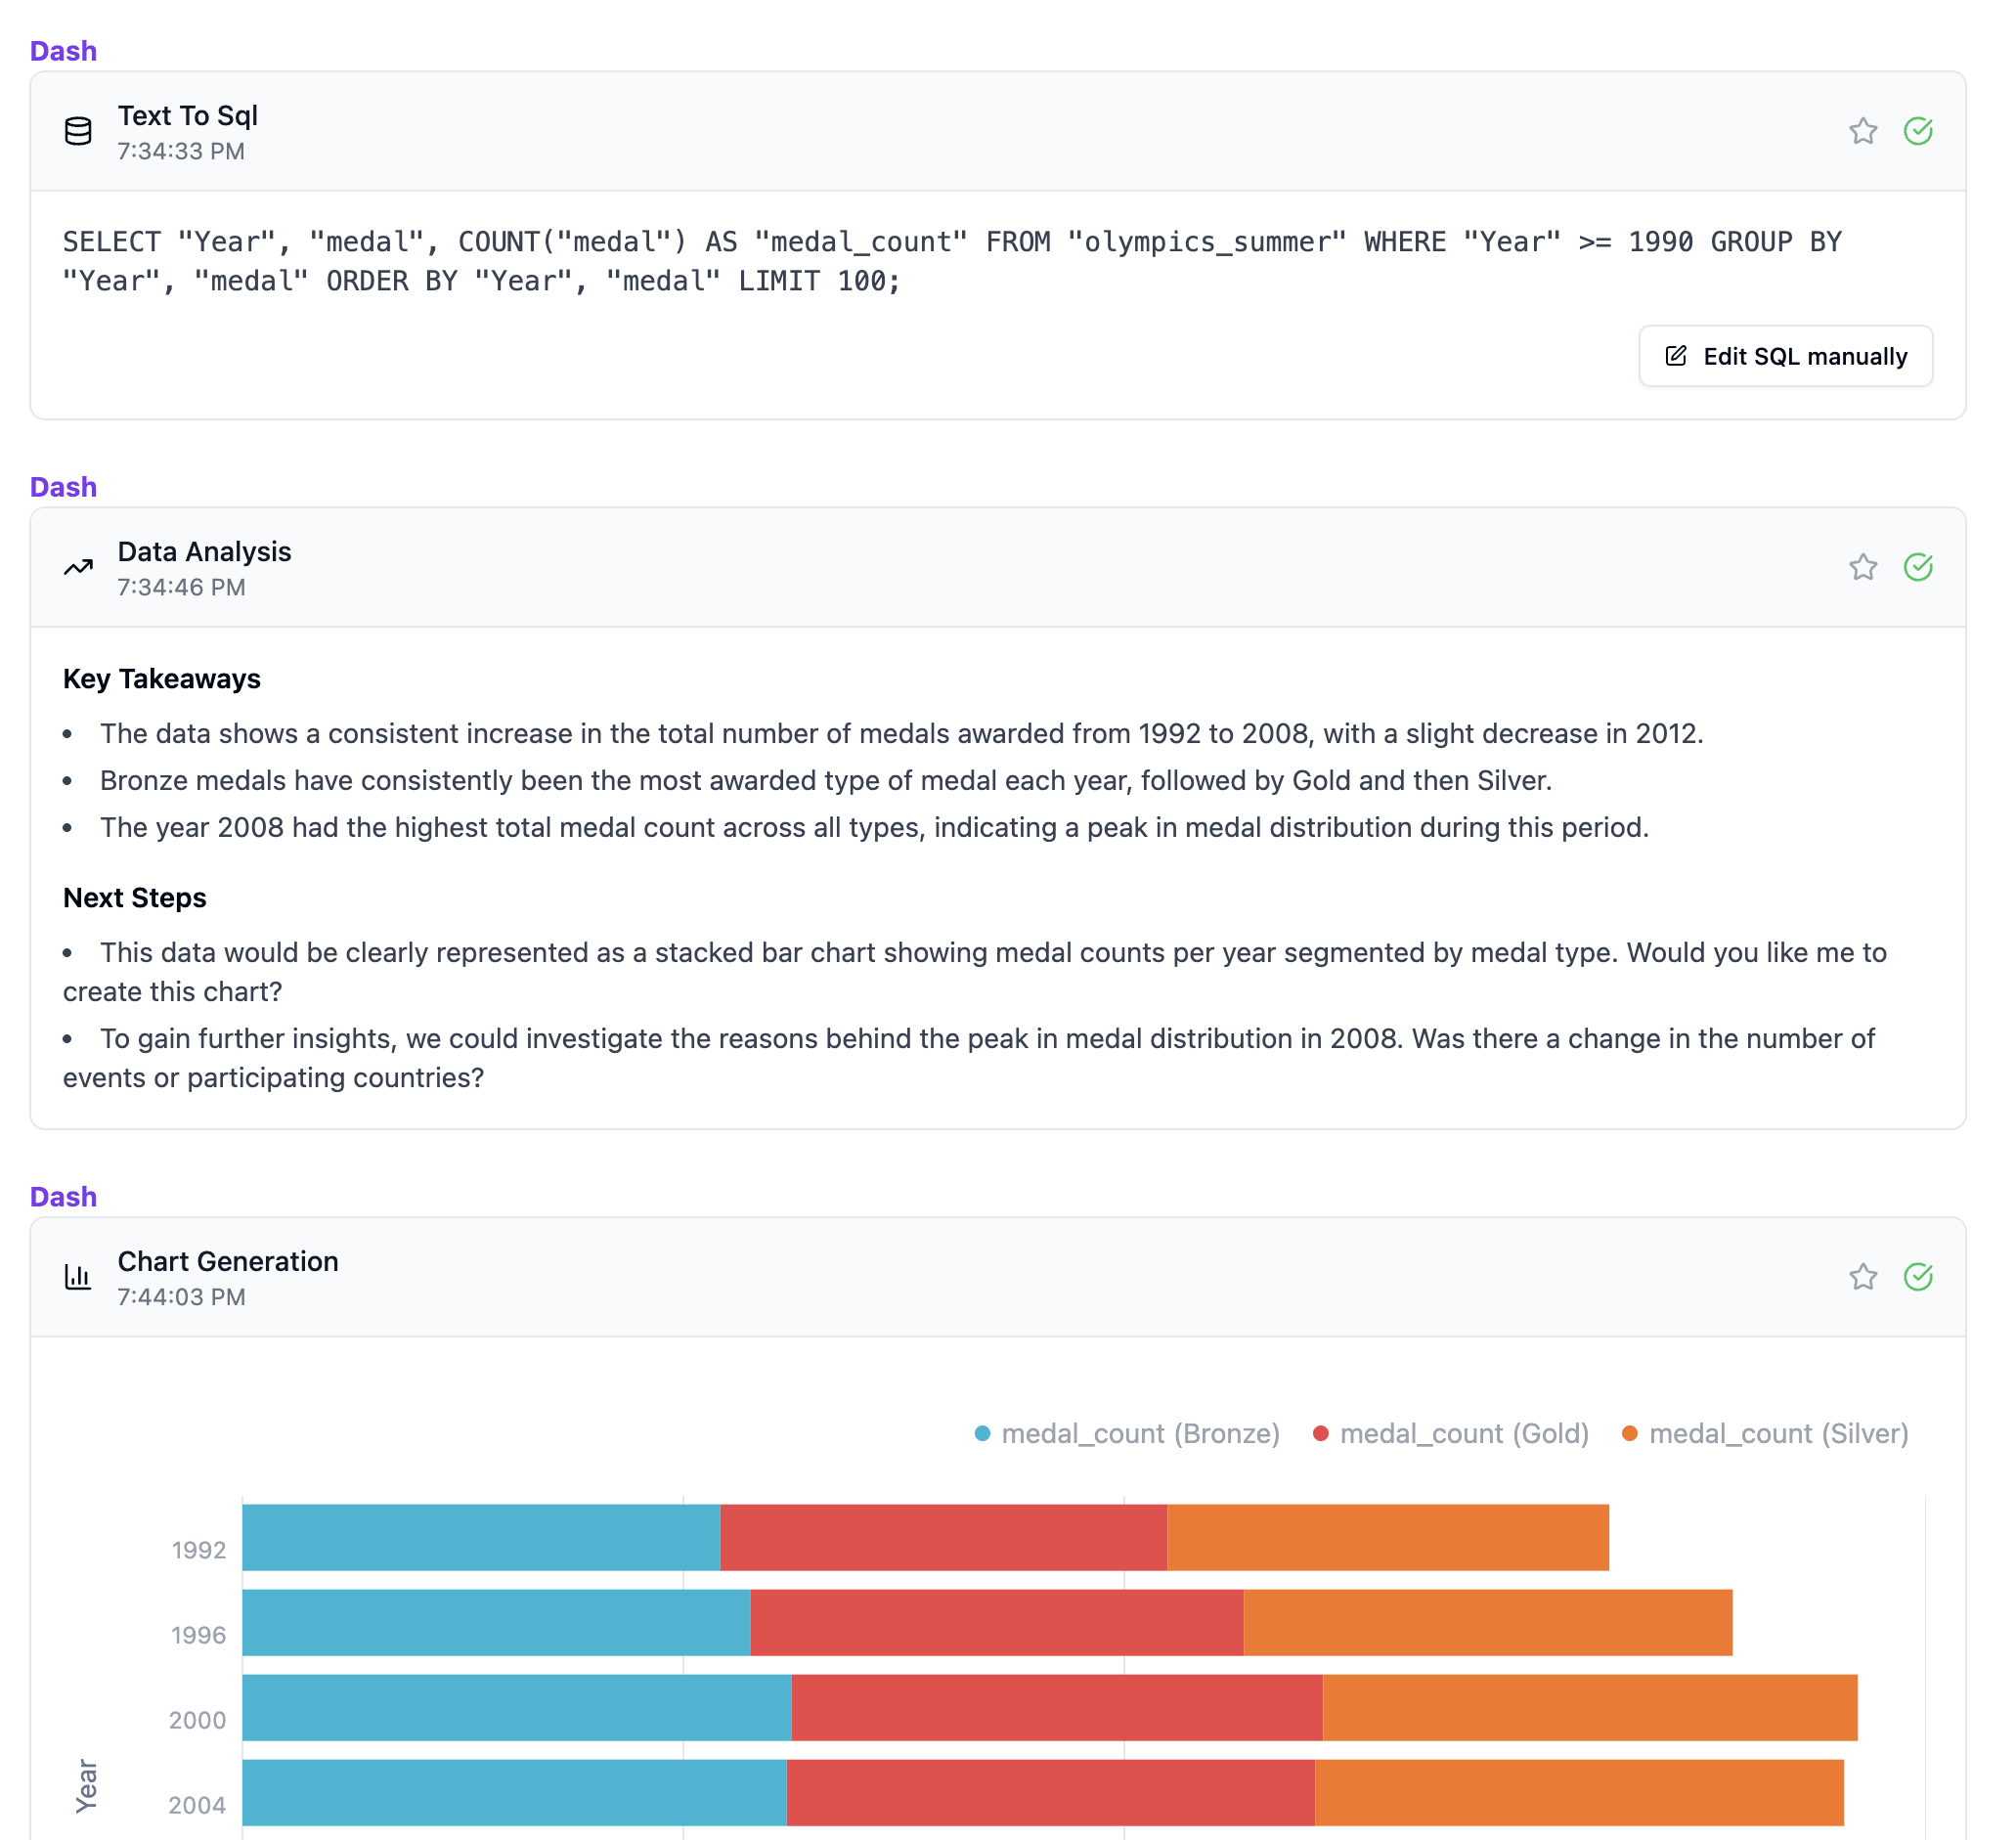 Dash
Text To Sql
7:34:33 PM
SELECT "Year", "medal", COUNT("medal") AS "medal_count" FROM "olympics_summer" WHERE "Year" >= 1990 GROUP BY
"Year", "medal" ORDER BY "Year", "medal" LIMIT 100;
Edit SQL manually
Dash
Data Analysis
7:34:46 PM
Key Takeaways
• The data shows a consistent increase in the total number of medals awarded from 1992 to 2008, with a slight decrease in 2012.
• Bronze medals have consistently been the most awarded type of medal each year, followed by Gold and then Silver.
• The year 2008 had the highest total medal count across all types, indicating a peak in medal distribution during this period.
Next Steps
• This data would be clearly represented as a stacked bar chart showing medal counts per year segmented by medal type. Would you like me to
create this chart?
• To gain further insights, we could investigate the reasons behind the peak in medal distribution in 2008. Was there a change in the number of
events or participating countries?
Dash
Chart Generation
7:44:03 PM
medal_count (Bronze) medal_count (Gold) medal_count (Silver)
1992
1996
2000
2004
Year